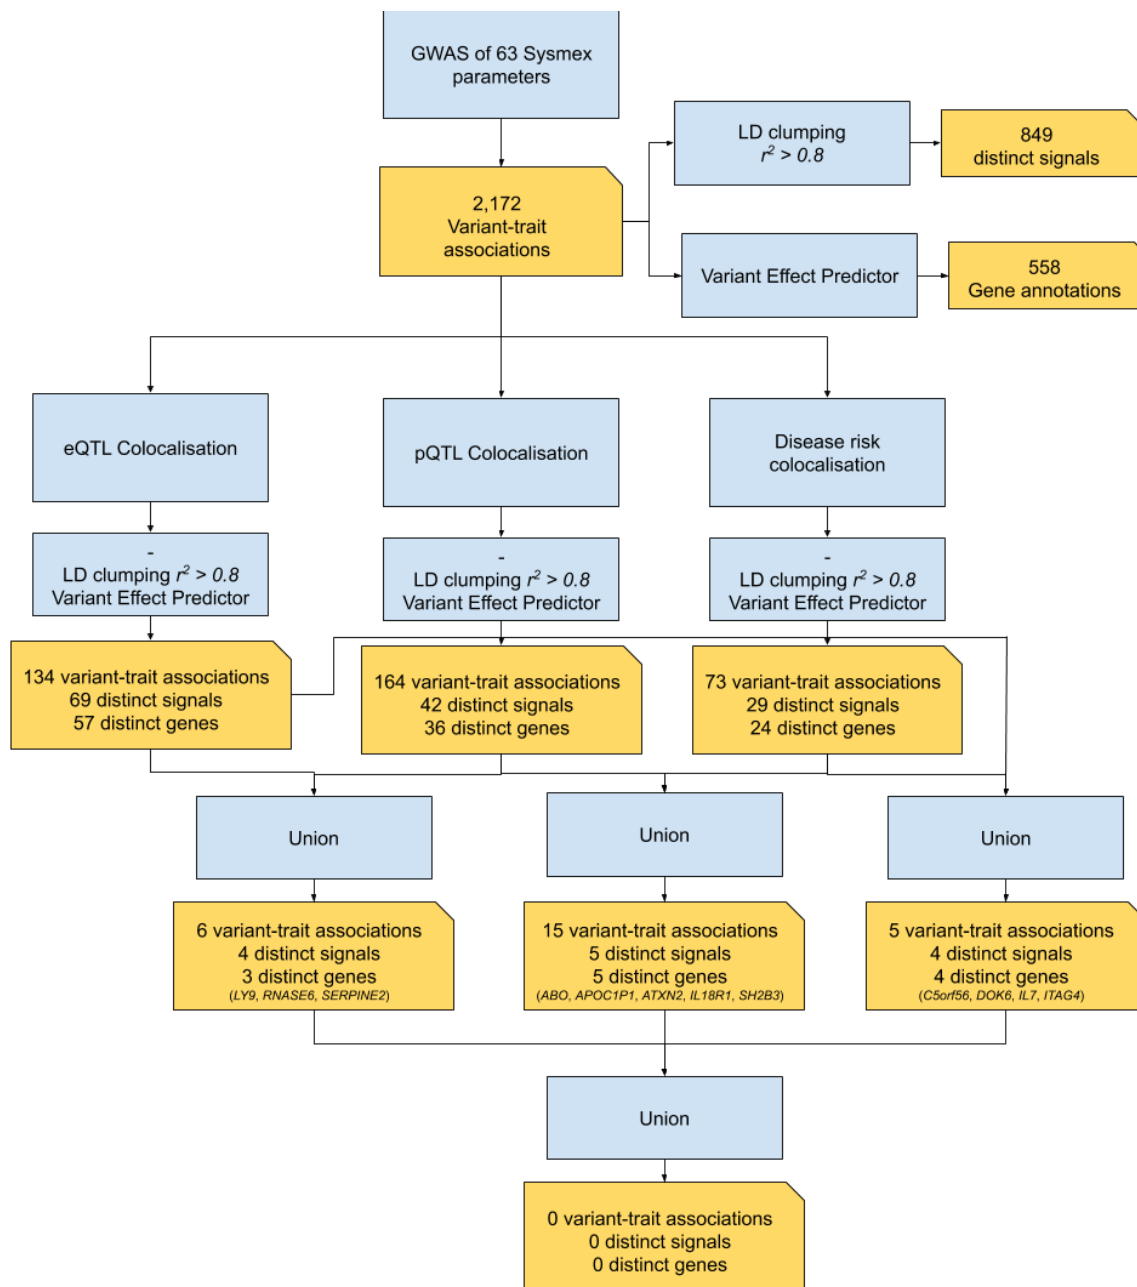 GWAS of 63 Sysmex
parameters
LD clumping
r² > 0.8
849
distinct signals
2,172
Variant-trait
associations
Variant Effect Predictor
558
Gene annotations
eQTL Colocalisation
pQTL Colocalisation
Disease risk
colocalisation
-
LD clumping r² > 0.8
Variant Effect Predictor
-
LD clumping r² > 0.8
Variant Effect Predictor
-
LD clumping r² > 0.8
Variant Effect Predictor
134 variant-trait associations
69 distinct signals
57 distinct genes
164 variant-trait associations
42 distinct signals
36 distinct genes
73 variant-trait associations
29 distinct signals
24 distinct genes
Union
Union
Union
6 variant-trait associations
4 distinct signals
3 distinct genes
(LY9, RNASE6, SERPINE2)
15 variant-trait associations
5 distinct signals
5 distinct genes
(ABO, APOC1P1, ATXN2, IL18R1, SH2B3)
5 variant-trait associations
4 distinct signals
4 distinct genes
(C5orf56, DOK6, IL7, ITAG4)
Union
0 variant-trait associations
0 distinct signals
0 distinct genes